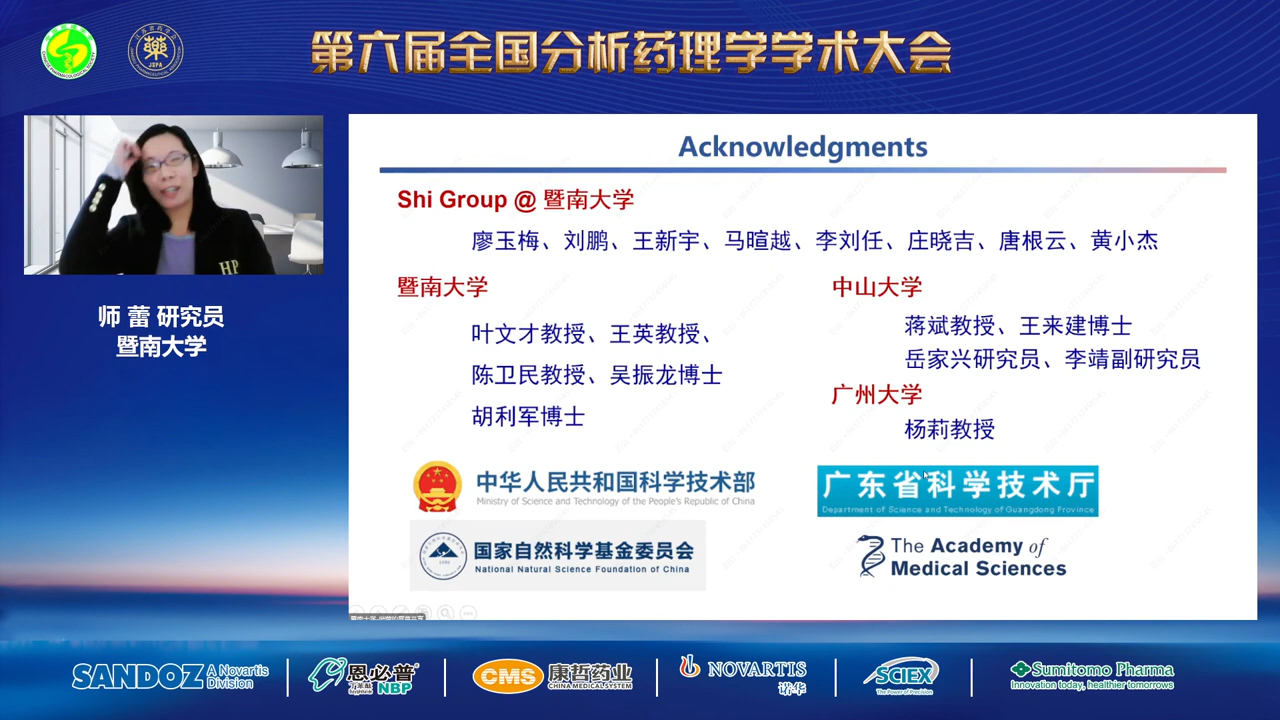 第六届全国分析药理学学术大会
JSPA
HP
师 蕾 研究员
暨南大学
Acknowledgments
Shi Group @ 暨南大学
廖玉梅、刘鹏、王新宇、马暄越、李刘任、庄晓吉、唐根云、黄小杰
暨南大学
叶文才教授、王英教授、
陈卫民教授、吴振龙博士
胡利军博士
中山大学
蒋斌教授、王来建博士
岳家兴研究员、李靖副研究员
广州大学
杨莉教授
中华人民共和国科学技术部
Ministry of Science and Technology of the People's Republic of China
广东省科学技术厅
Department of Science and Technology of Guangdong Province
国家自然科学基金委员会
National Natural Science Foundation of China
The Academy of
Medical Sciences
SANDOZ A Novartis Division
恩必普 NBP
CMS 康哲药业
CHINA MEDICAL SYSTEM
NOVARTIS
诺华
SCIEX
The Power of Precision
Sumitomo Pharma
Innovation today, healthier tomorrows